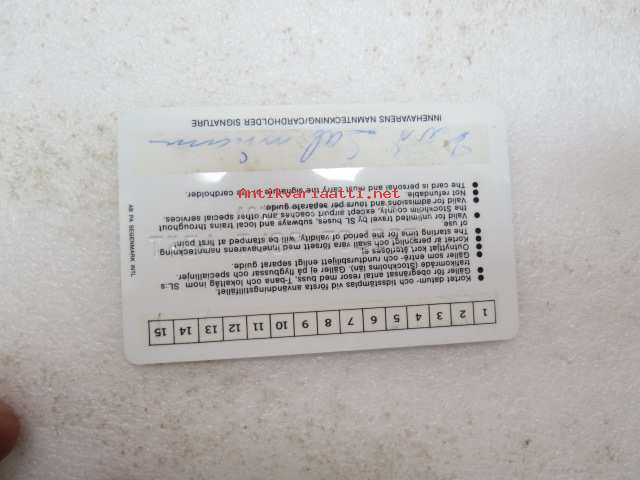 1 2 3 4 5 6 7 8 9 10 11 12 13 14 15
Kortet datum- och tidsstämplas vid första användningstillfället.
Gäller för obegränsat antal resor med buss, T-bana och lokaltåg inom SL:s
trafikområde (Stockholms län). Gäller ej på flygbussar och speciallinjer.
Gäller som entré- och rundtursbiljett enligt separat guide.
Outnyttjat kort återlöses ej.
Kortet är personligt och skall vara försett med innehavarens namnteckning
The starting time for the period of validity will be stamped at first point
of use
Valid for unlimited travel by SL buses, subways and local trains throughout
the Stockholm county, except airport coaches and other special services.
Valid for admissions and tours per separate guide.
Not refundable.
The card is personal and must carry the signature of the cardholder.
INNEHAVARENS NAMNTECKNING/CARDHOLDER SIGNATURE
AB PA SEGENMARK INTL
Antikvariaatti.net